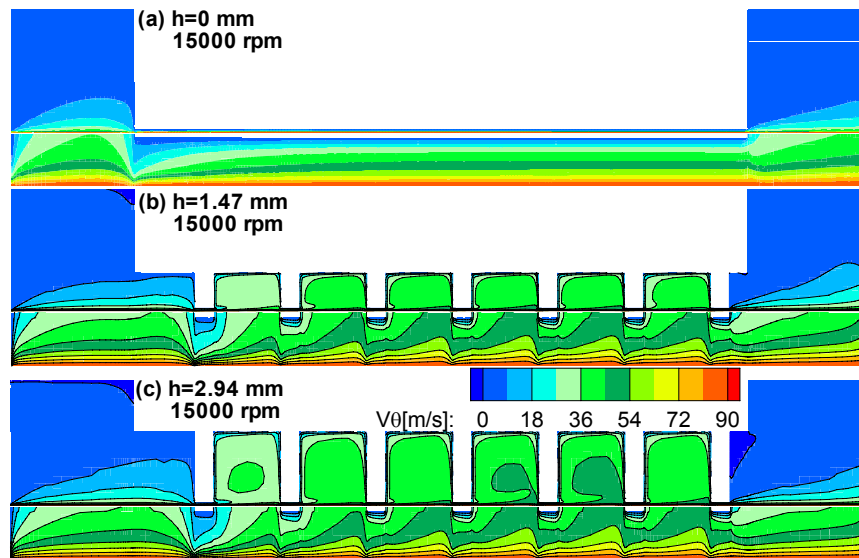 (a) h=0 mm
15000 rpm
(b) h=1.47 mm
15000 rpm
(c) h=2.94 mm
15000 rpm
Vθ[m/s]: 0 18 36 54 72 90